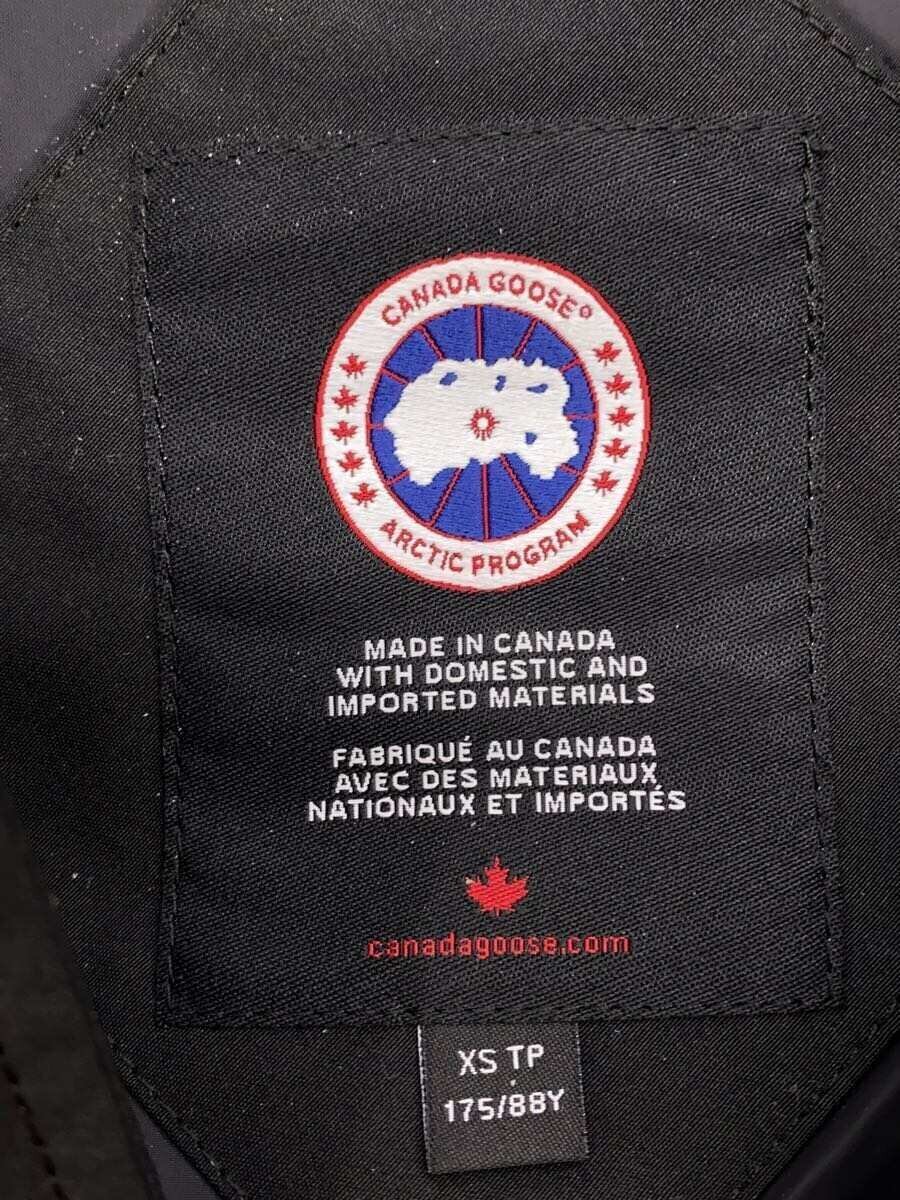 CANADA GOOSE®
ARCTIC PROGRAM
MADE IN CANADA
WITH DOMESTIC AND
IMPORTED MATERIALS
FABRIQUÉ AU CANADA
AVEC DES MATERIAUX
NATIONAUX ET IMPORTÉS
canadagoose.com
XS TP
175/88Y